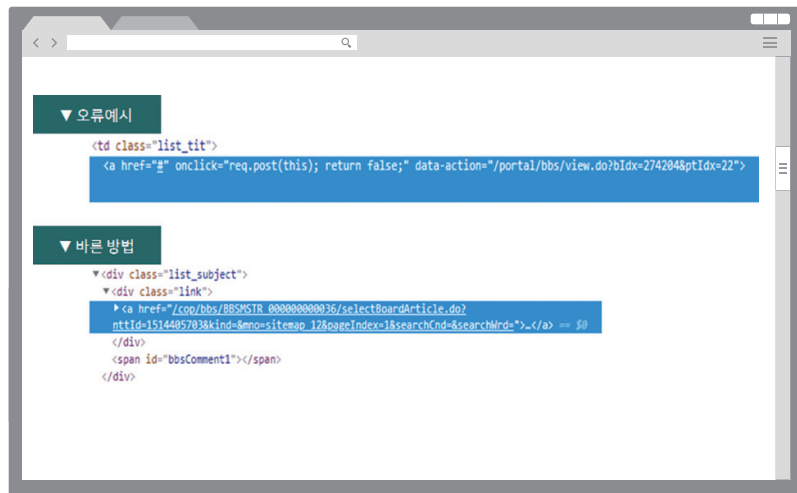 ▼ 오류예시
<td class="list_tit">
<a href="#" onclick="req.post(this); return false;" data-action="/portal/bbs/view.do?bIdx=274204&ptIdx=22">
▼ 바른 방법
▼<div class="list_subject">
▼<div class="link">
▶<a href="/cop/bbs/BBSMSTR_000000000036/selectBoardArticle.do?
nttId=1514405703&kind=&mno=sitemap_12&pageIndex=1&searchCnd=&searchWrd=">…</a> == $0
</div>
<span id="bbsComment1"></span>
</div>